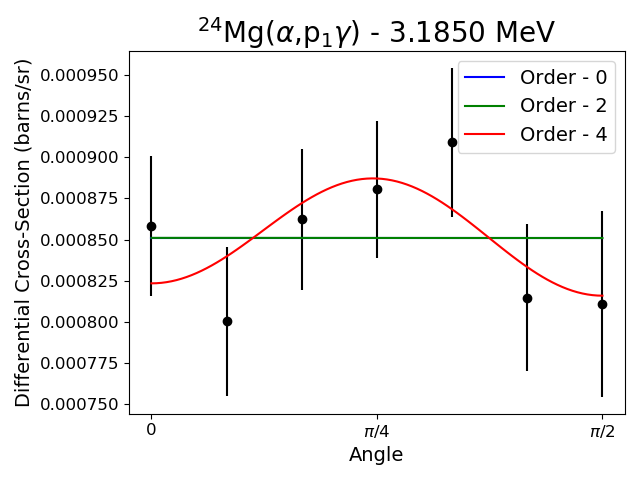 ²⁴Mg(α,p₁γ) - 3.1850 MeV
Differential Cross-Section (barns/sr)
0.000950
0.000925
0.000900
0.000875
0.000850
0.000825
0.000800
0.000775
0.000750
Order - 0
Order - 2
Order - 4
0
π/4
π/2
Angle